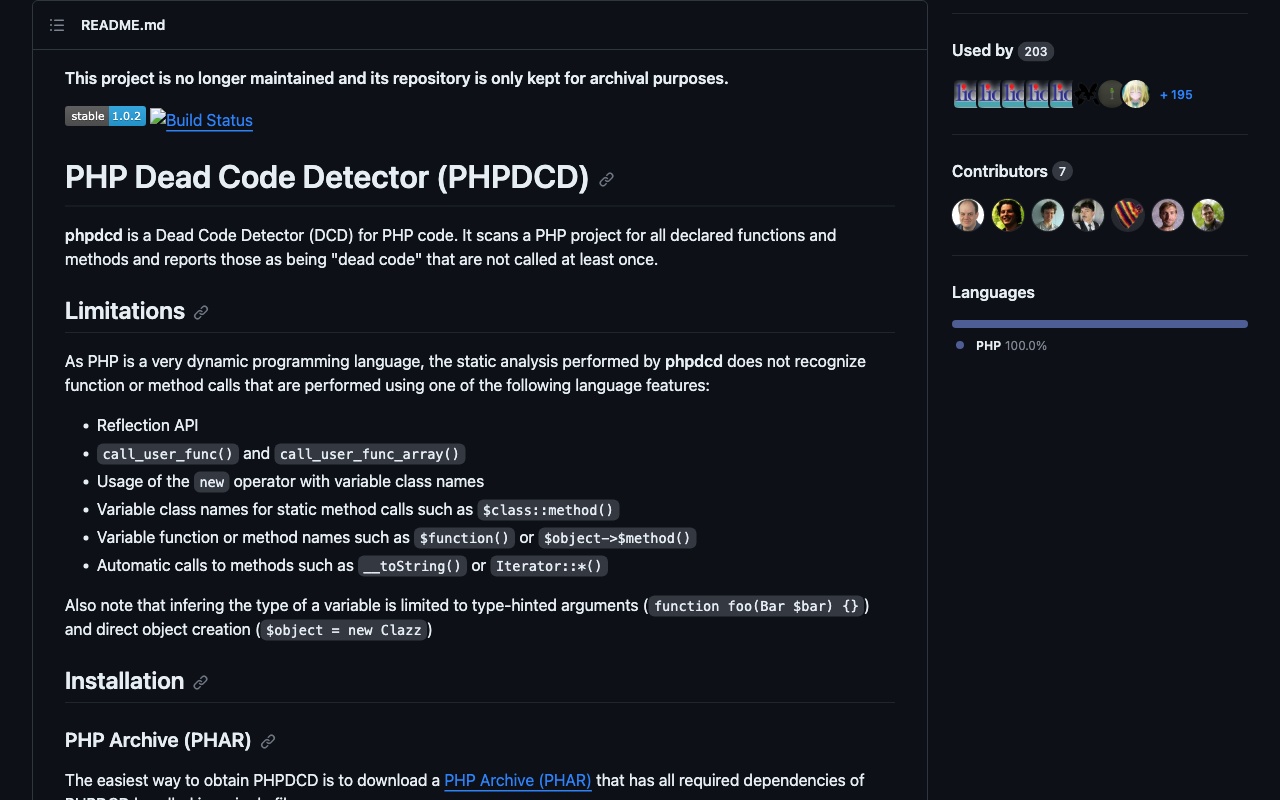 README.md
This project is no longer maintained and its repository is only kept for archival purposes.
stable 1.0.2 Build Status
PHP Dead Code Detector (PHPDCD)
phpdcd is a Dead Code Detector (DCD) for PHP code. It scans a PHP project for all declared functions and
methods and reports those as being "dead code" that are not called at least once.
Limitations
As PHP is a very dynamic programming language, the static analysis performed by phpdcd does not recognize
function or method calls that are performed using one of the following language features:
• Reflection API
• call_user_func() and call_user_func_array()
• Usage of the new operator with variable class names
• Variable class names for static method calls such as $class::method()
• Variable function or method names such as $function() or $object->$method()
• Automatic calls to methods such as __toString() or Iterator::*()
Also note that infering the type of a variable is limited to type-hinted arguments ( function foo(Bar $bar) {} )
and direct object creation ( $object = new Clazz )
Installation
PHP Archive (PHAR)
The easiest way to obtain PHPDCD is to download a PHP Archive (PHAR) that has all required dependencies of
Used by 203
+ 195
Contributors 7
Languages
PHP 100.0%